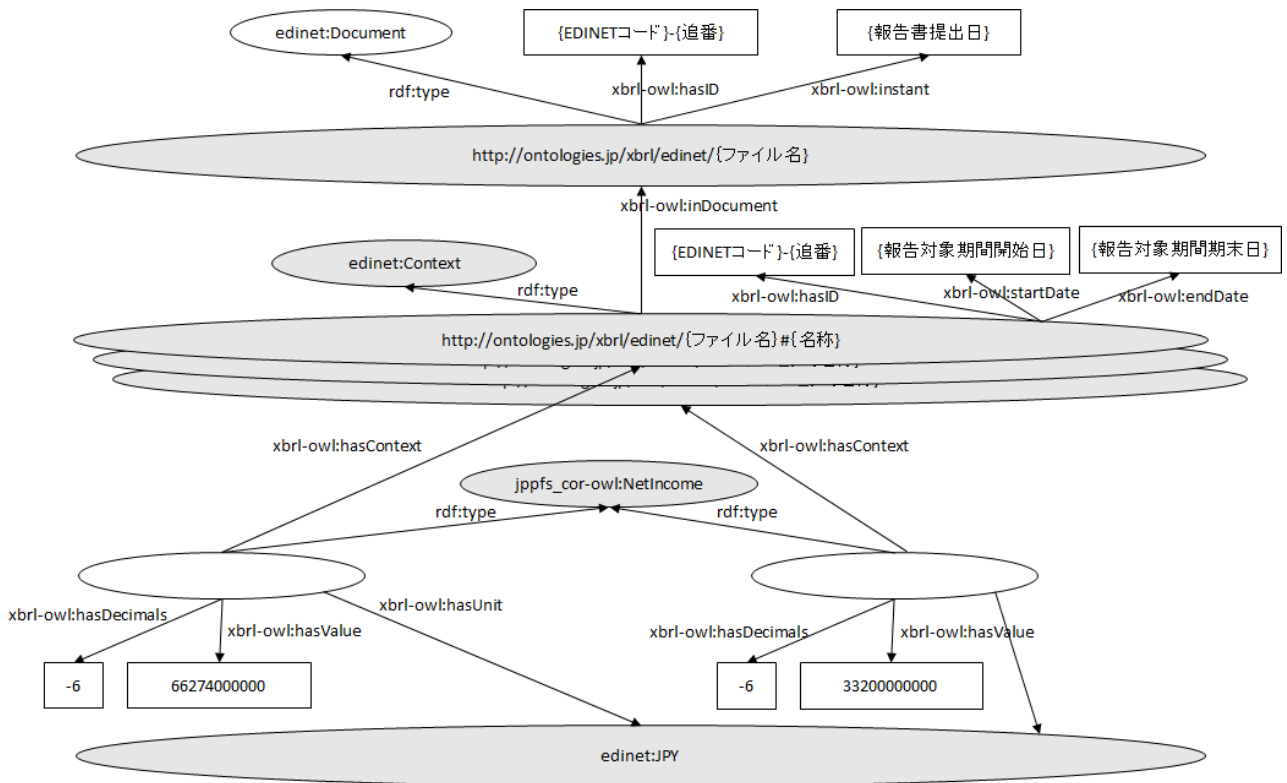 edinet:Document
{EDINETコード}-{追番}
{報告書提出日}
rdf:type
xbrl-owl:hasID
xbrl-owl:instant
http://ontologies.jp/xbrl/edinet/{ファイル名}
xbrl-owl:inDocument
edinet:Context
{EDINETコード}-{追番}
{報告対象期間開始日}
{報告対象期間期末日}
rdf:type
xbrl-owl:hasID
xbrl-owl:startDate
xbrl-owl:endDate
http://ontologies.jp/xbrl/edinet/{ファイル名}#{名称}
xbrl-owl:hasContext
xbrl-owl:hasContext
jppfs_cor-owl:NetIncome
rdf:type
rdf:type
xbrl-owl:hasDecimals
xbrl-owl:hasValue
xbrl-owl:hasUnit
xbrl-owl:hasDecimals
xbrl-owl:hasValue
-6
66274000000
-6
33200000000
edinet:JPY